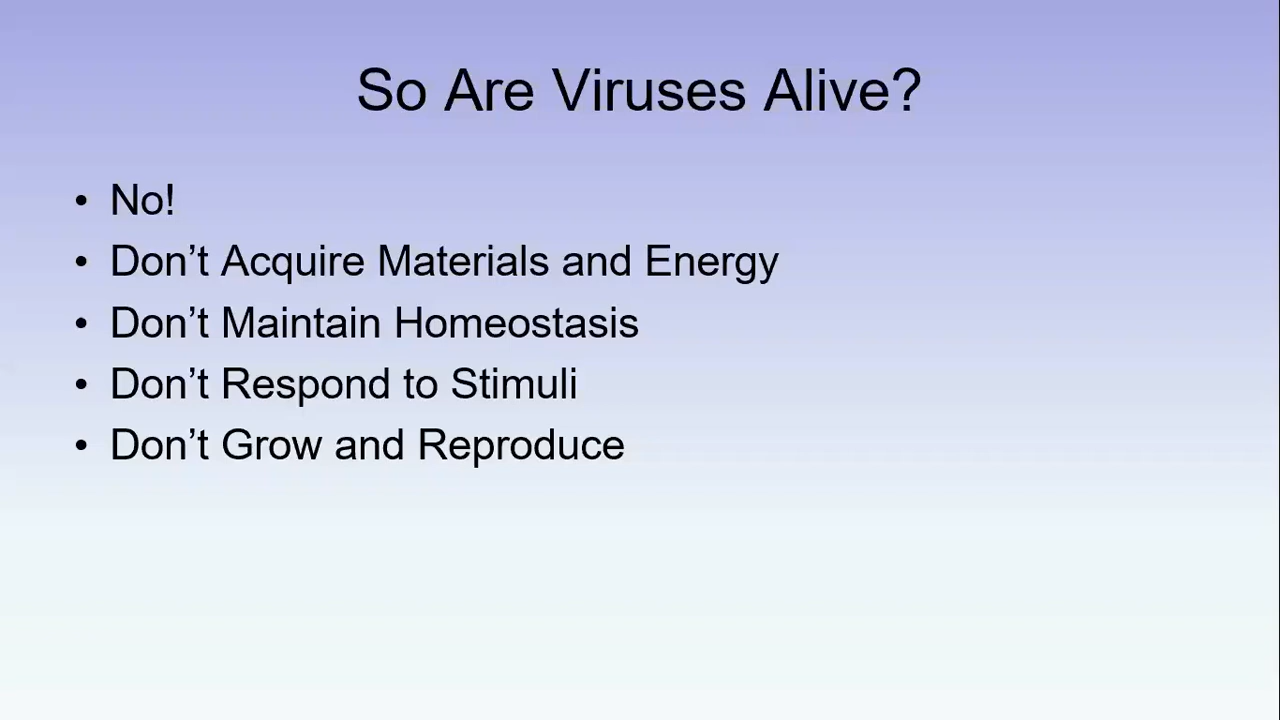 So Are Viruses Alive?
• No!
• Don’t Acquire Materials and Energy
• Don’t Maintain Homeostasis
• Don’t Respond to Stimuli
• Don’t Grow and Reproduce